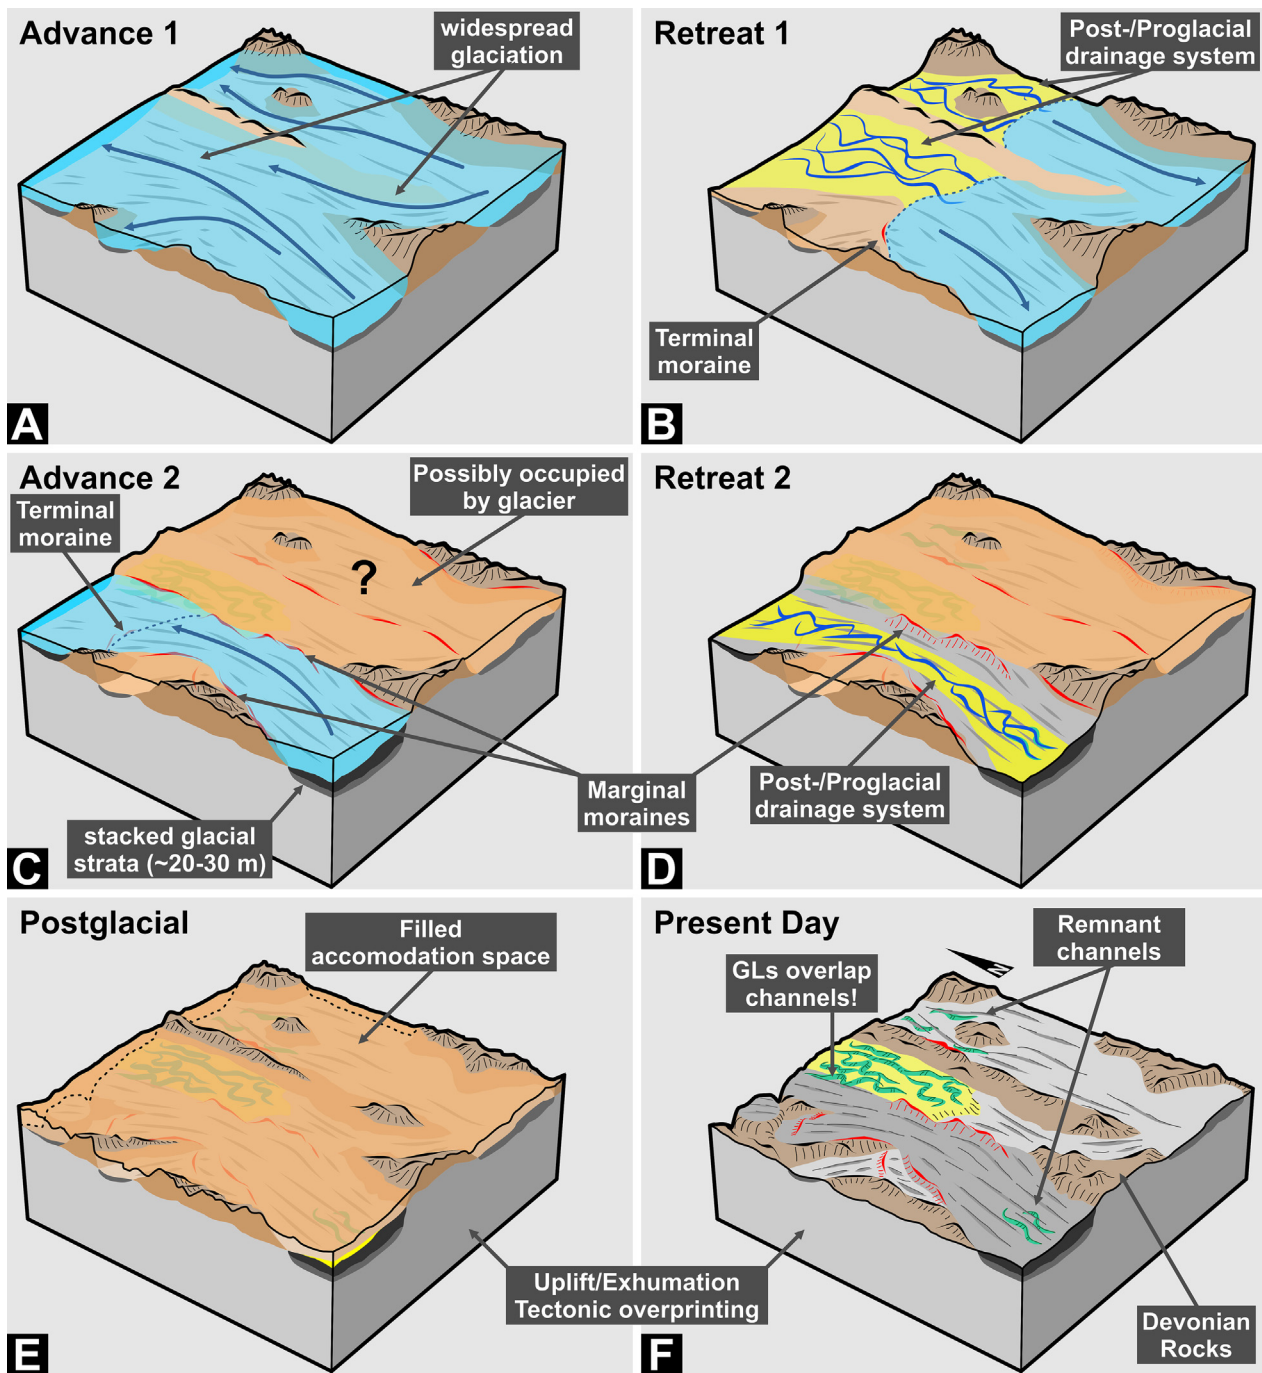 Advance 1
widespread
glaciation
A
Retreat 1
Post-/Proglacial
drainage system
Terminal
moraine
B
Advance 2
Terminal
moraine
Possibly occupied
by glacier
?
stacked glacial
strata (~20-30 m)
Marginal
moraines
C
Retreat 2
Post-/Proglacial
drainage system
D
Postglacial
Filled
accomodation space
Uplift/Exhumation
Tectonic overprinting
E
Present Day
Remnant
channels
N
GLs overlap
channels!
Devonian
Rocks
F